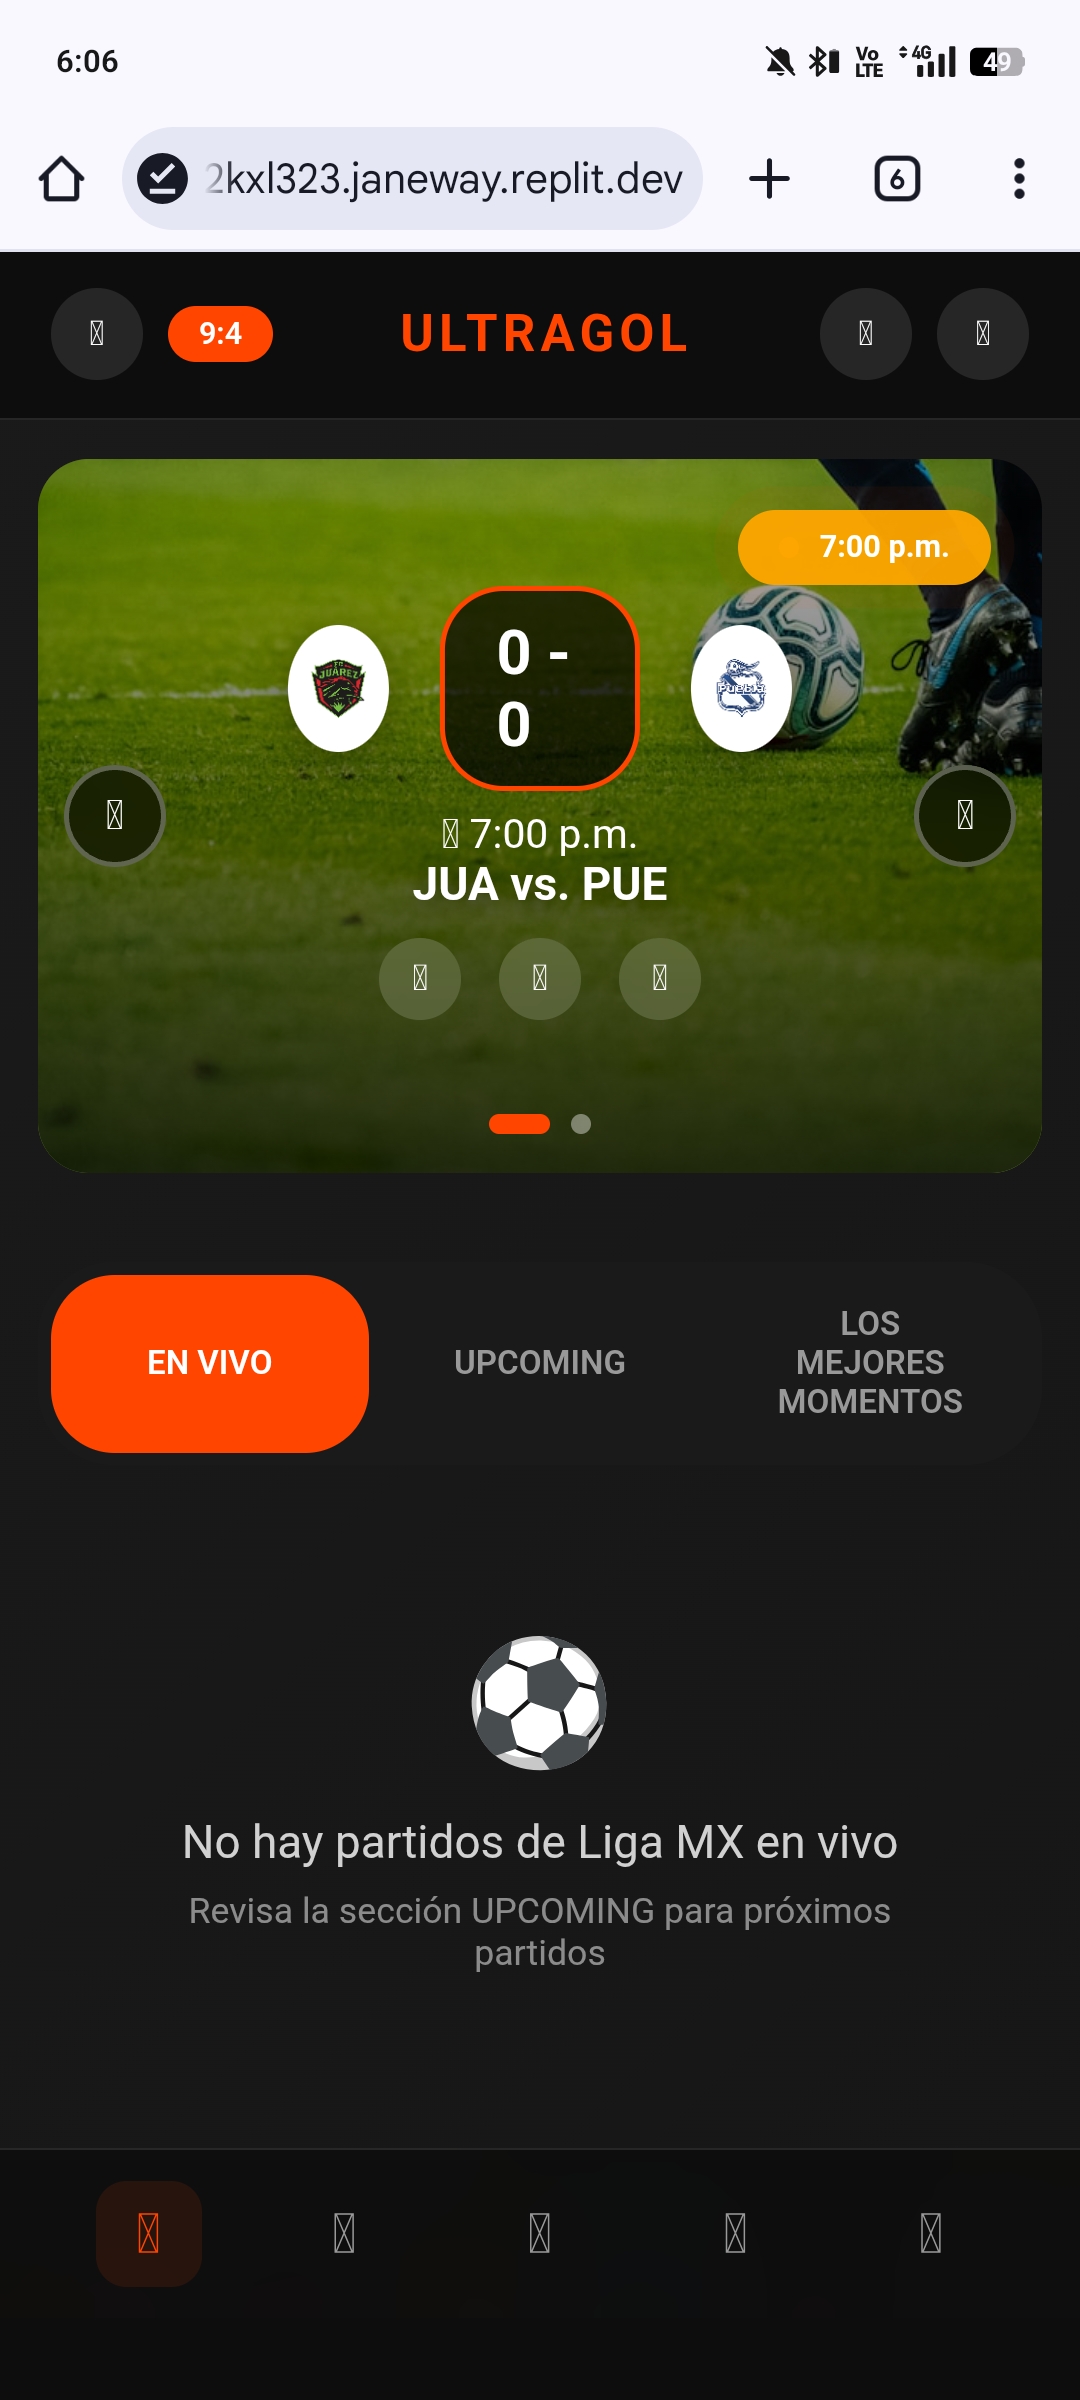 6:06
Vo
LTE
4G
49
2kxl323.janeway.replit.dev
6
9:4
ULTRAGOL
7:00 p.m.
FC
JUÁREZ
0 -
0
Puebla
7:00 p.m.
JUA vs. PUE
EN VIVO
UPCOMING
LOS
MEJORES
MOMENTOS
No hay partidos de Liga MX en vivo
Revisa la sección UPCOMING para próximos
partidos